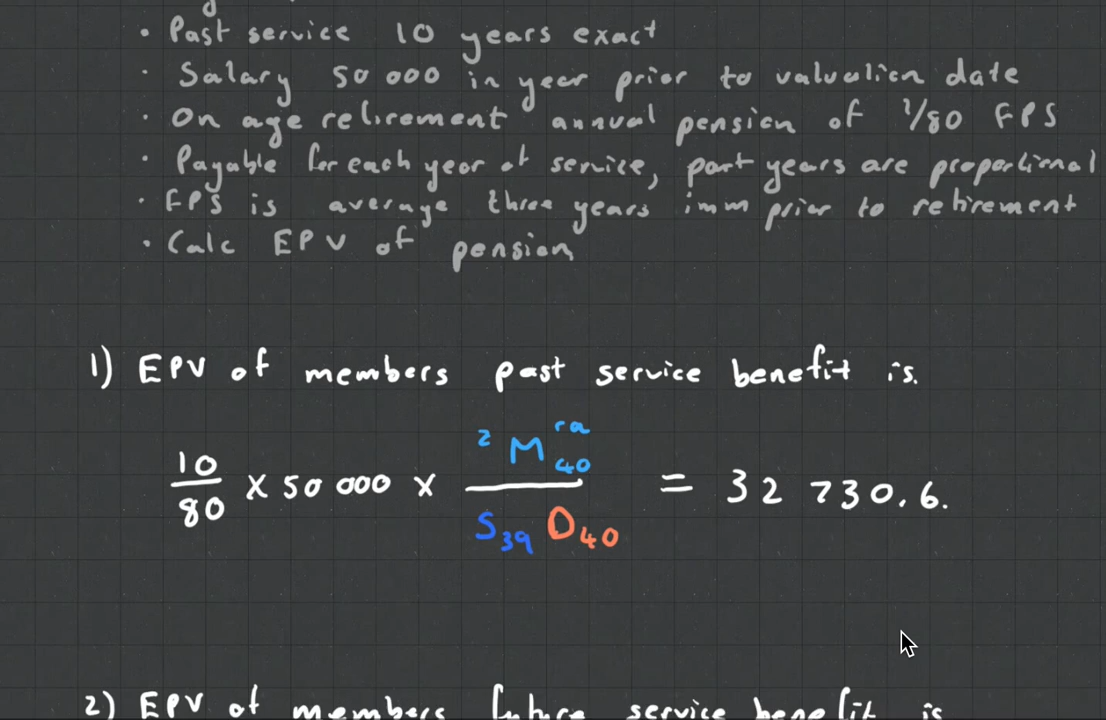 • Past service 10 years exact
• Salary 50 000 in year prior to valuation date
• On age retirement annual pension of 1/80 FPS
• Payable for each year of service, part years are proportional
• FPS is average three years imm prior to retirement
• Calc EPV of pension
1) EPV of members past service benefit is.
10/80 × 50 000 × ²M^ra_40 / S_39 D_40 = 32 730.6.
2) EPV of members future service benefit is